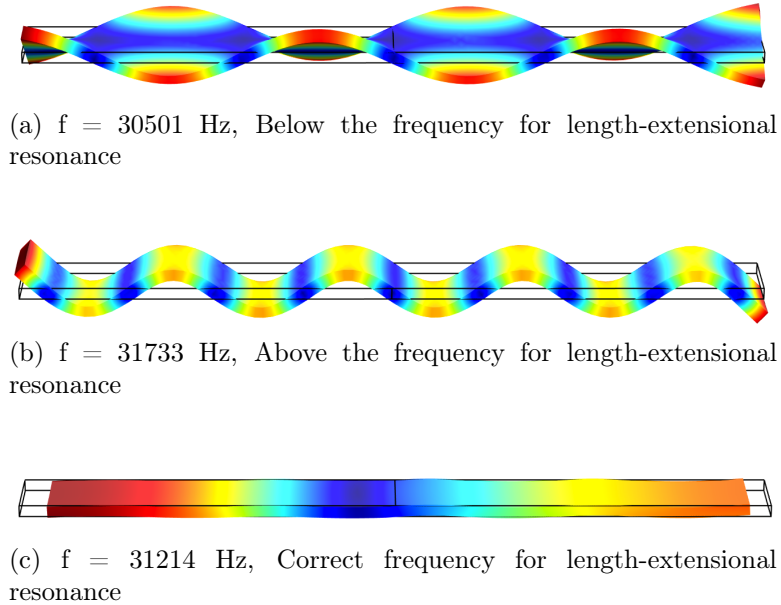 (a) f = 30501 Hz, Below the frequency for length-extensional
resonance
(b) f = 31733 Hz, Above the frequency for length-extensional
resonance
(c) f = 31214 Hz, Correct frequency for length-extensional
resonance